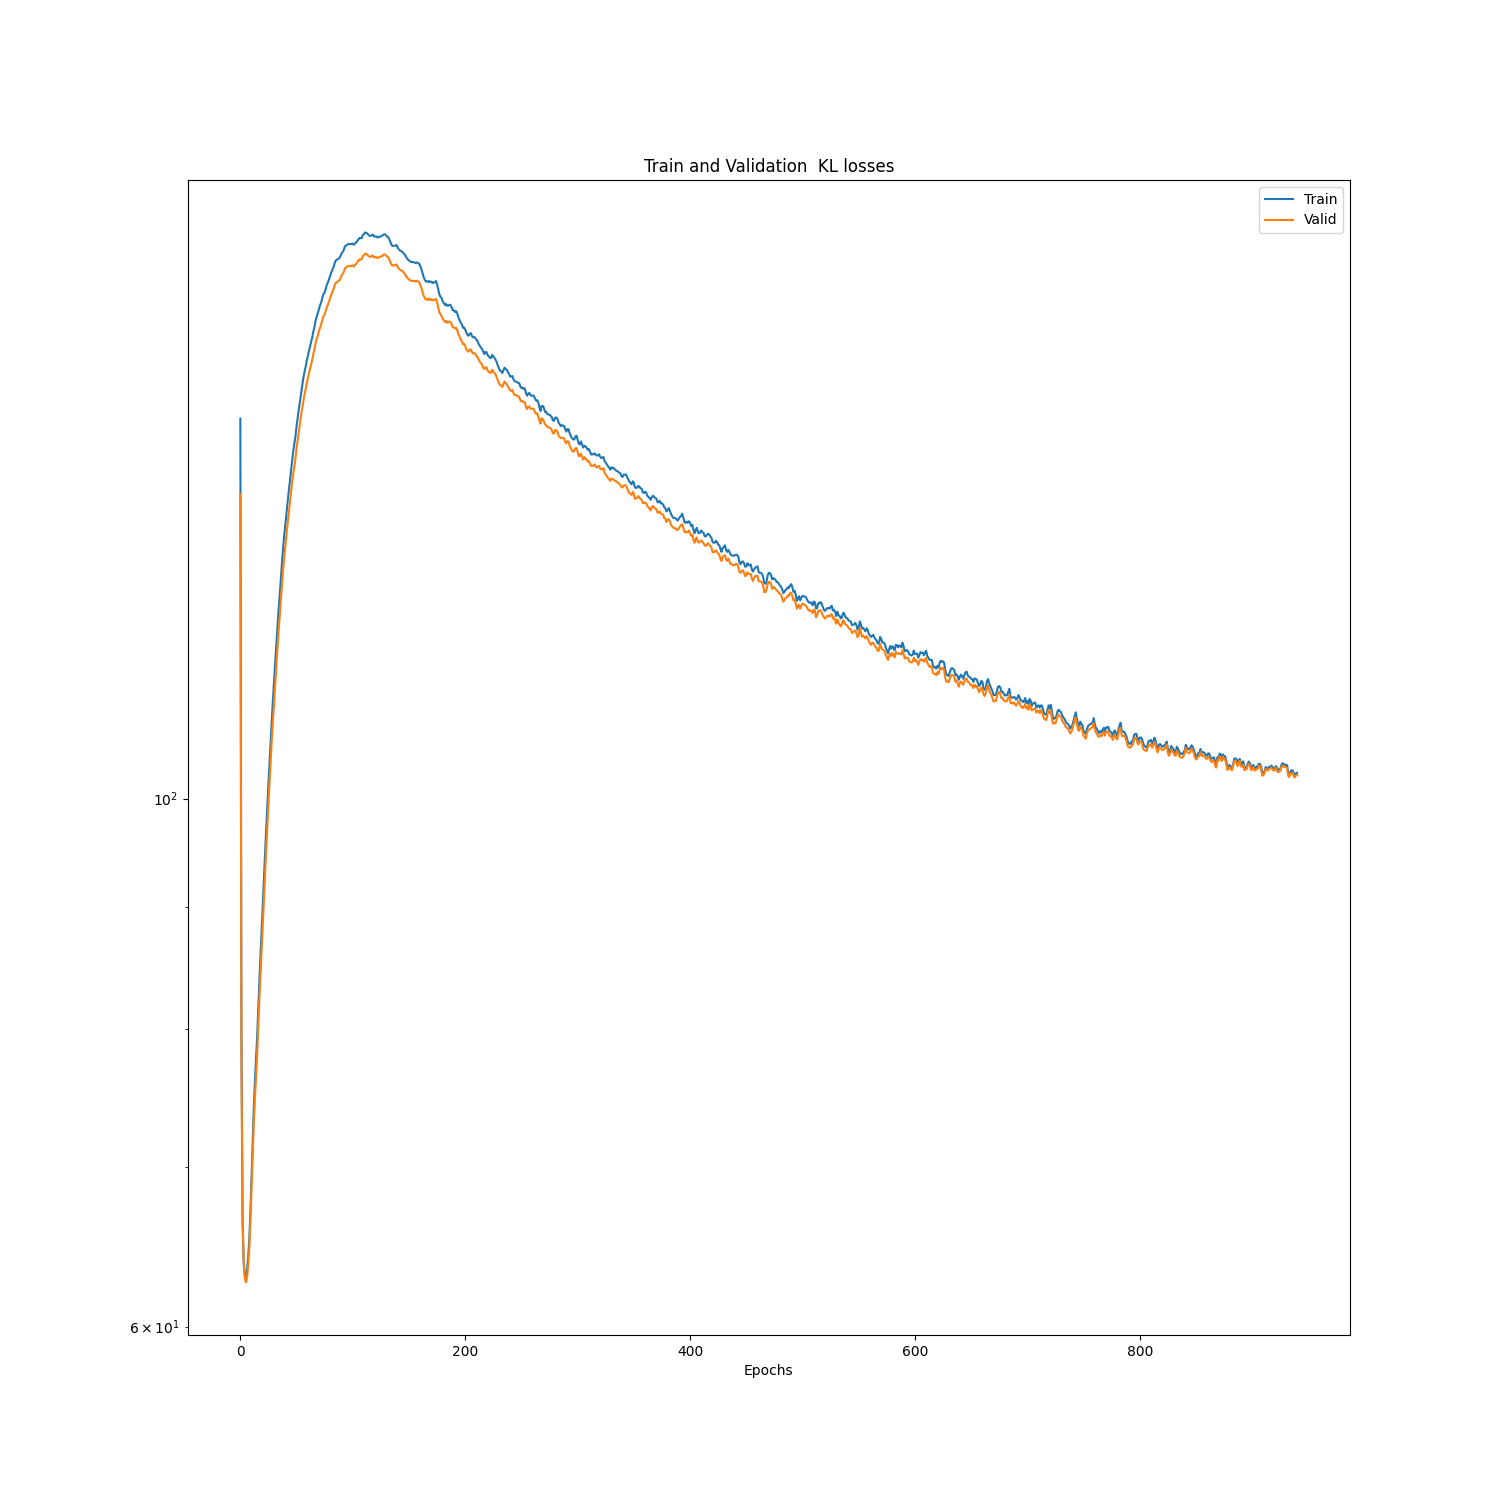 Train and Validation  KL losses
Train
Valid
10²
6 × 10¹
0 200 400 600 800
Epochs